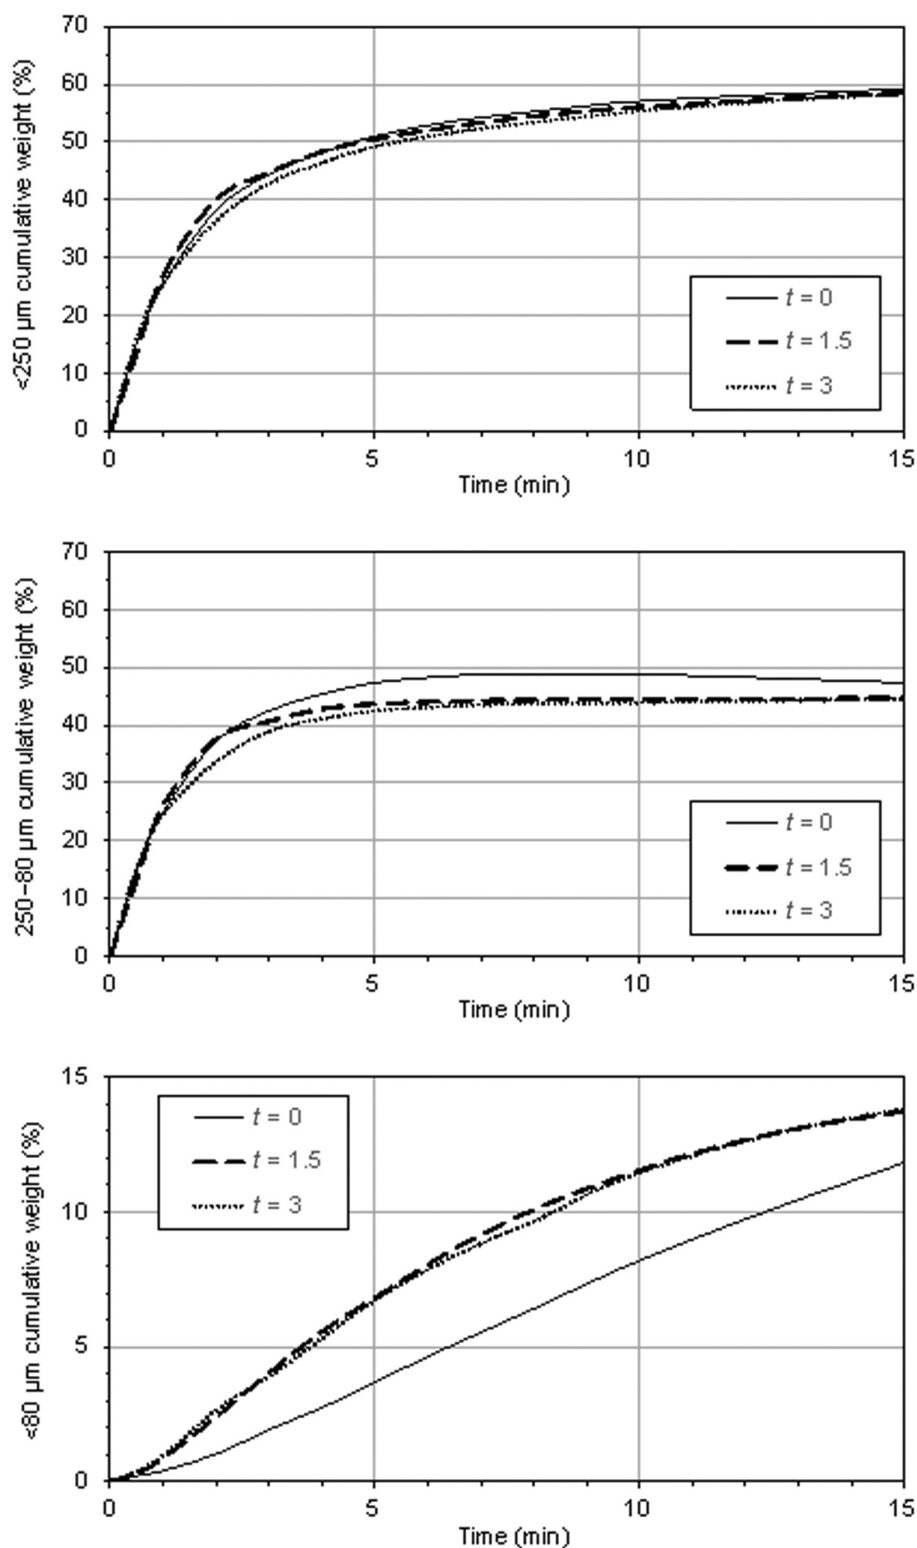 <250 µm cumulative weight (%)
70
60
50
40
30
20
10
0
0 5 10 15
Time (min)
t = 0
t = 1.5
t = 3
250–80 µm cumulative weight (%)
70
60
50
40
30
20
10
0
0 5 10 15
Time (min)
t = 0
t = 1.5
t = 3
<80 µm cumulative weight (%)
15
10
5
0
0 5 10 15
Time (min)
t = 0
t = 1.5
t = 3